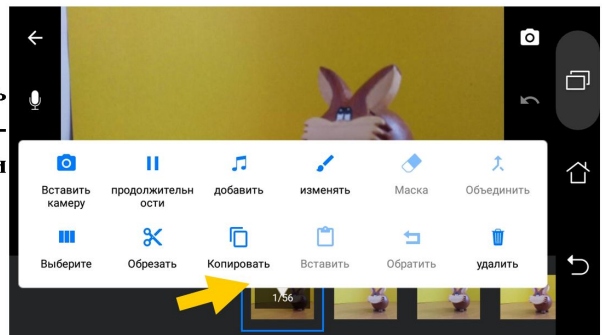 ь
-
и
Вставить
камеру
продолжительн
ости
добавить
изменять
Маска
Объединить
Выберите
Обрезать
Копировать
Вставить
Обратить
удалить
1/56